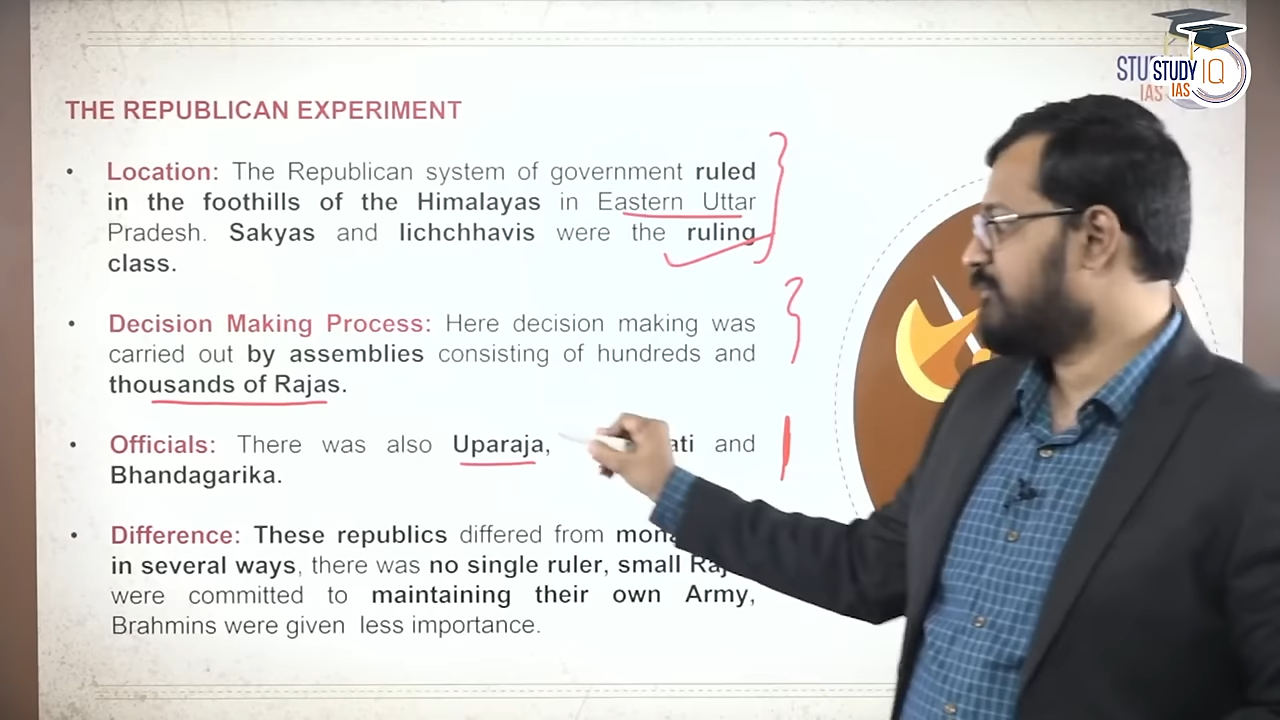 STUDY IQ
IAS
THE REPUBLICAN EXPERIMENT
• Location: The Republican system of government ruled
in the foothills of the Himalayas in Eastern Uttar
Pradesh. Sakyas and lichchhavis were the ruling
class.
• Decision Making Process: Here decision making was
carried out by assemblies consisting of hundreds and
thousands of Rajas.
• Officials: There was also Uparaja, and
Bhandagarika.
• Difference: These republics differed from
in several ways, there was no single ruler, small
were committed to maintaining their own Army,
Brahmins were given less importance.